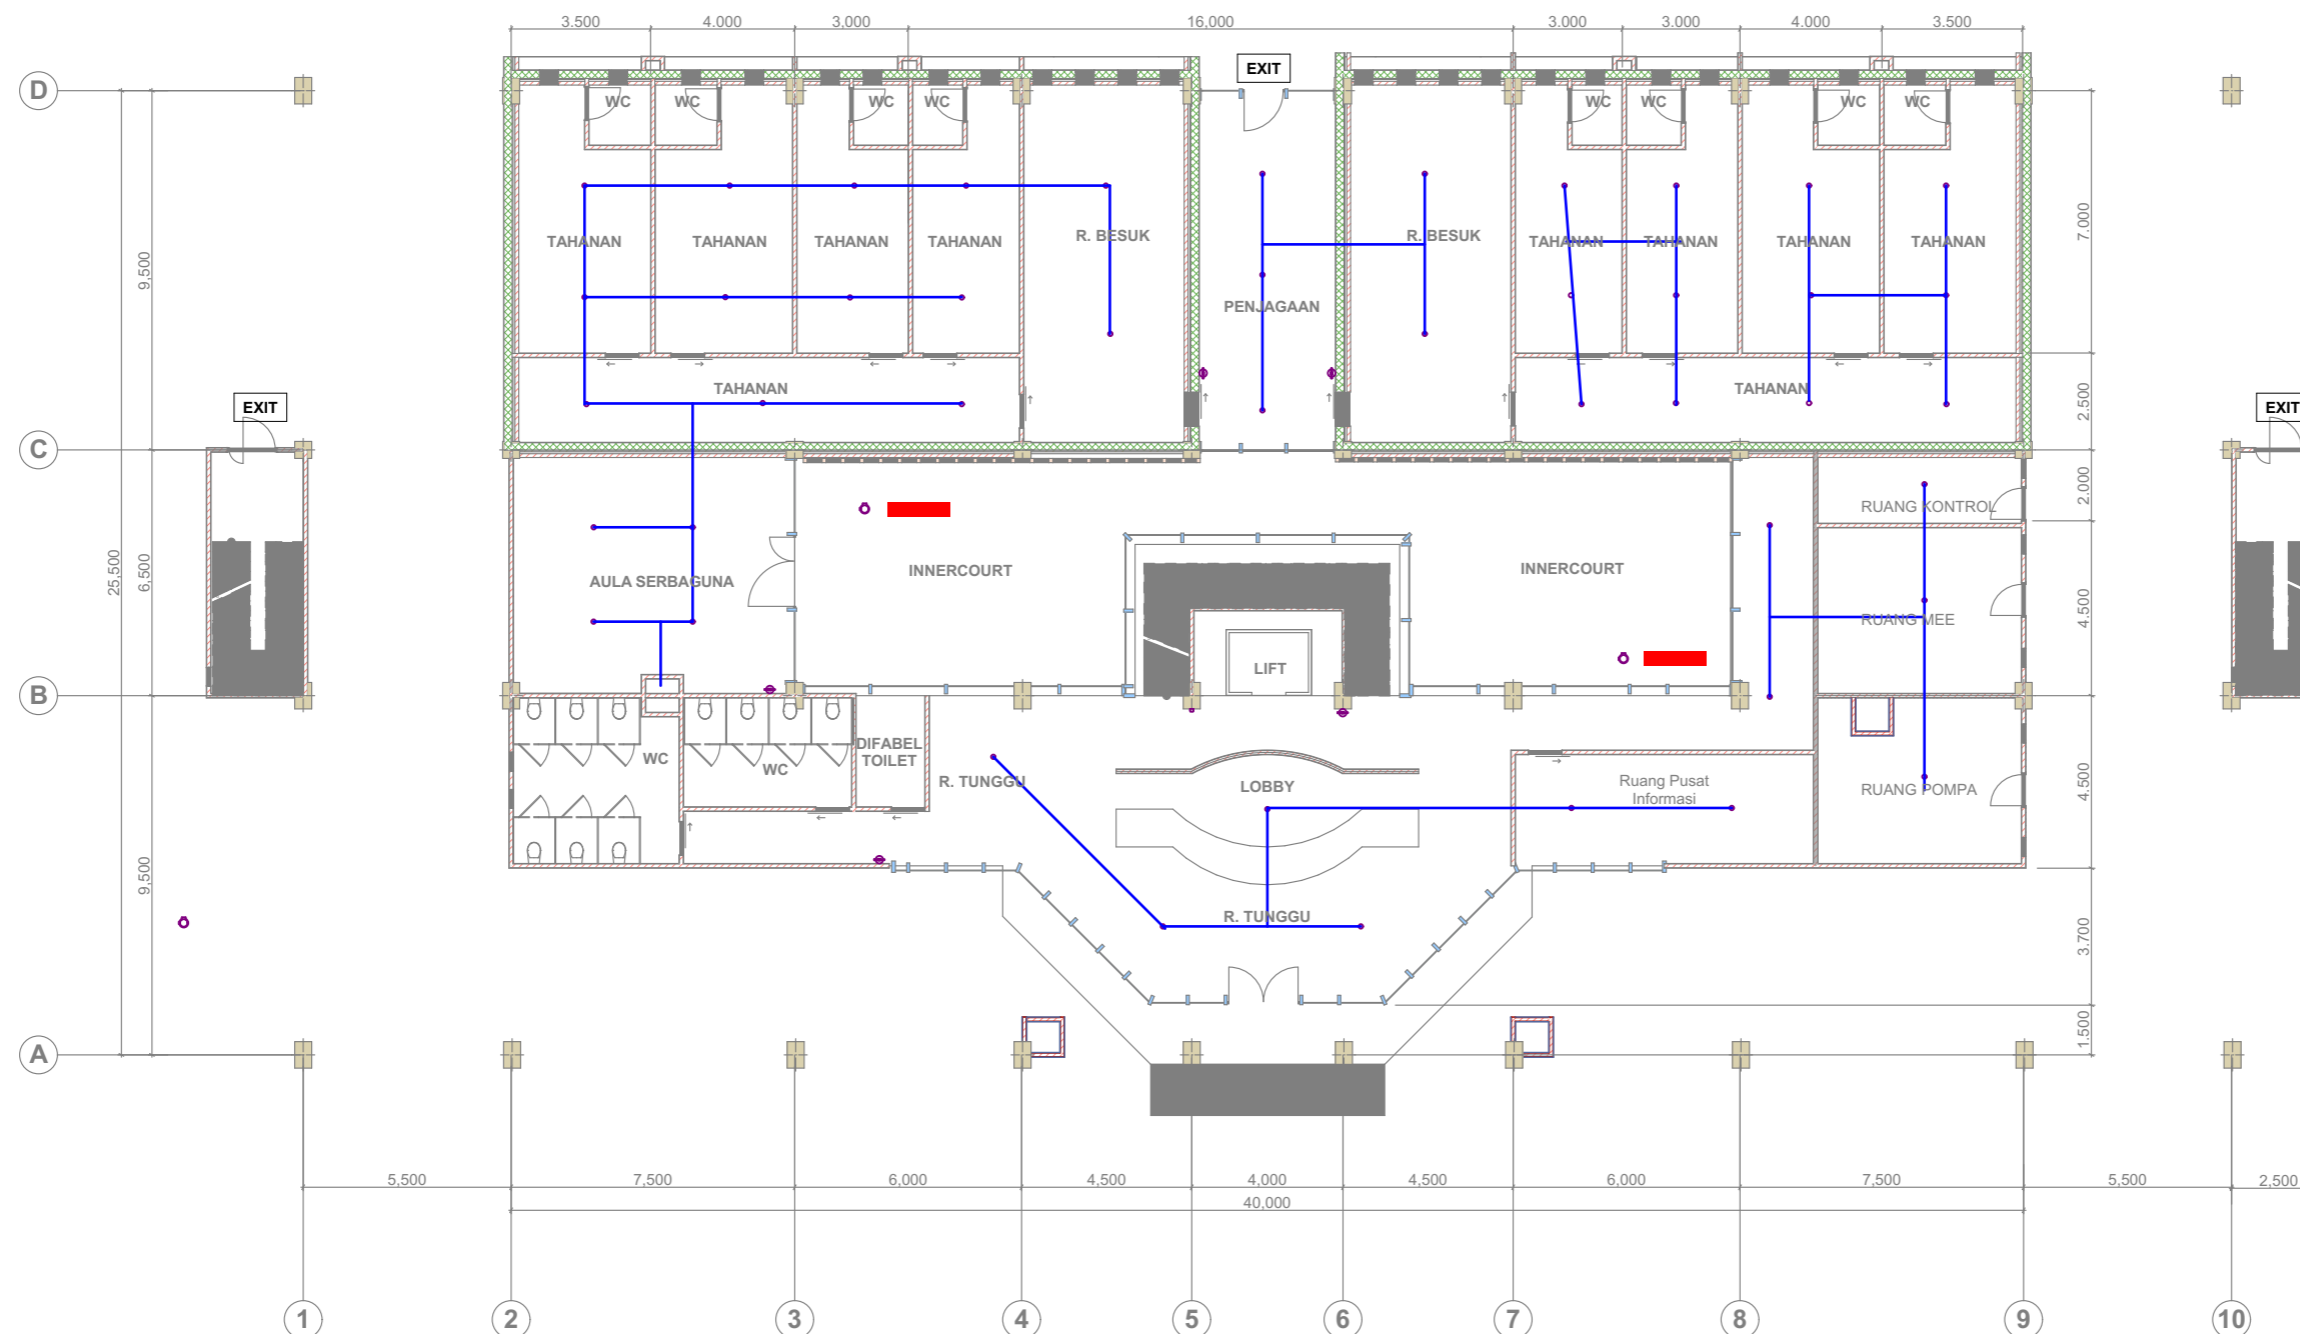 3.500 4.000 3,000 16,000 3.000 3.000 4.000 3.500
EXIT
D
WC WC WC WC WC WC WC WC
7.000
9,500
TAHANAN TAHANAN TAHANAN TAHANAN R. BESUK R. BESUK TAHANAN TAHANAN TAHANAN TAHANAN
PENJAGAAN
TAHANAN TAHANAN
2.500
EXIT EXIT
C
2.000
RUANG KONTROL
25,500
6,500
AULA SERBAGUNA INNERCOURT INNERCOURT
4.500
RUANG MEE
LIFT
B
WC WC
DIFABEL
TOILET
R. TUNGGU LOBBY
Ruang Pusat
Informasi
RUANG POMPA
4.500
9,500
R. TUNGGU
3.700
1.500
A
5,500 7,500 6,000 4,500 4,000 4,500 6,000 7,500 5,500 2,500
40,000
1 2 3 4 5 6 7 8 9 10